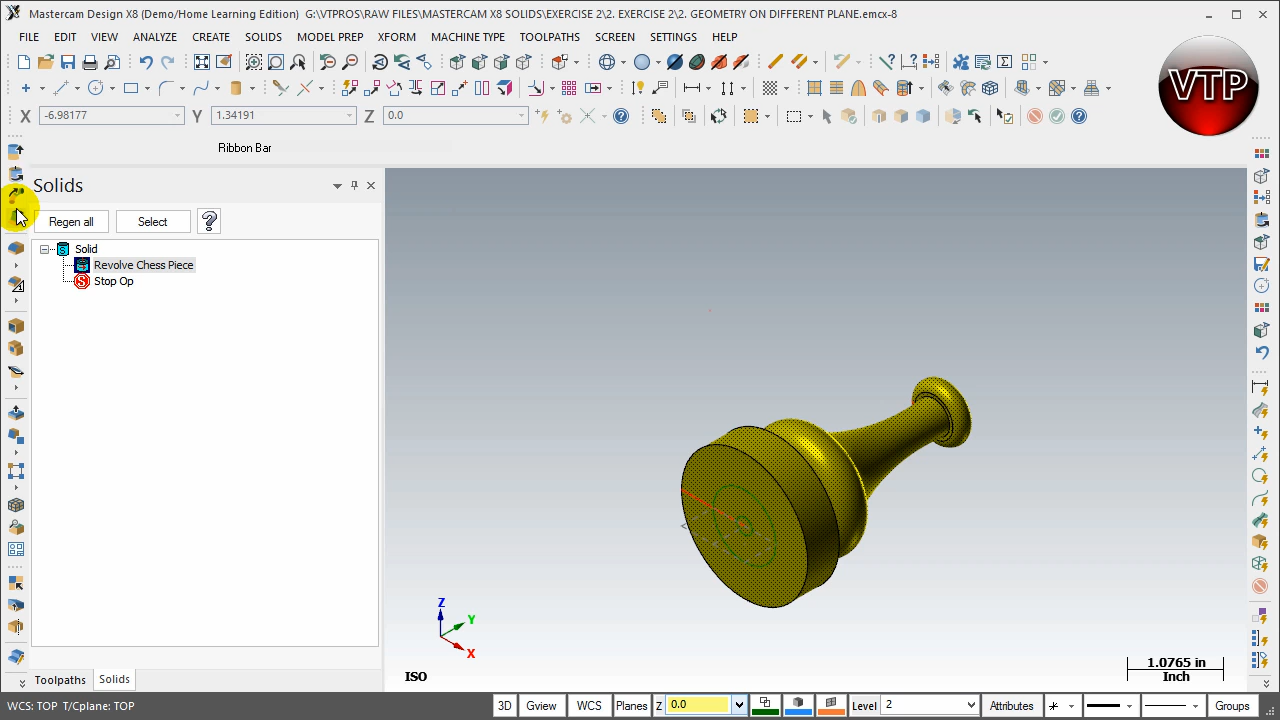 Mastercam Design X8 (Demo/Home Learning Edition) G:\VTPROS\RAW FILES\MASTERCAM X8 SOLIDS\EXERCISE 2\2. EXERCISE 2\2. GEOMETRY ON DIFFERENT PLANE.emcx-8
FILE EDIT VIEW ANALYZE CREATE SOLIDS MODEL PREP XFORM MACHINE TYPE TOOLPATHS SCREEN SETTINGS HELP
VTP
X -6.98177 Y 1.34191 Z 0.0
Ribbon Bar
Solids
Regen all Select ?
Solid
Revolve Chess Piece
Stop Op
Z
Y
X
ISO
1.0765 in
Inch
Toolpaths Solids
WCS: TOP T/Cplane: TOP 3D Gview WCS Planes Z 0.0 Level 2 Attributes Groups